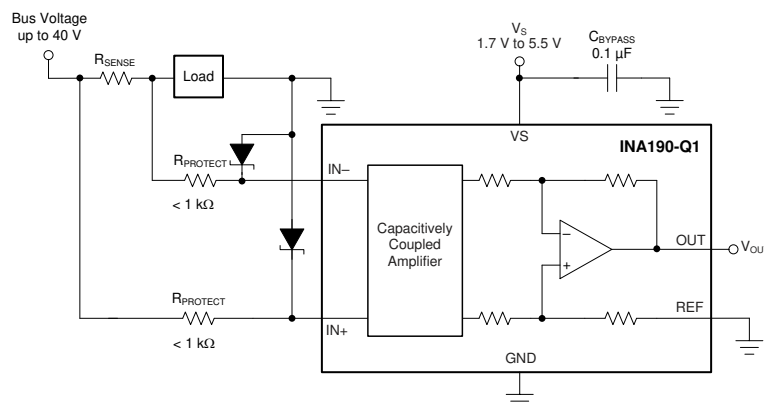 Bus Voltage
up to 40 V
RSENSE
Load
VS
1.7 V to 5.5 V
CBYPASS
0.1 µF
VS
INA190-Q1
RPROTECT
< 1 kΩ
IN–
Capacitively
Coupled
Amplifier
–
+
OUT
VOU
RPROTECT
< 1 kΩ
IN+
REF
GND